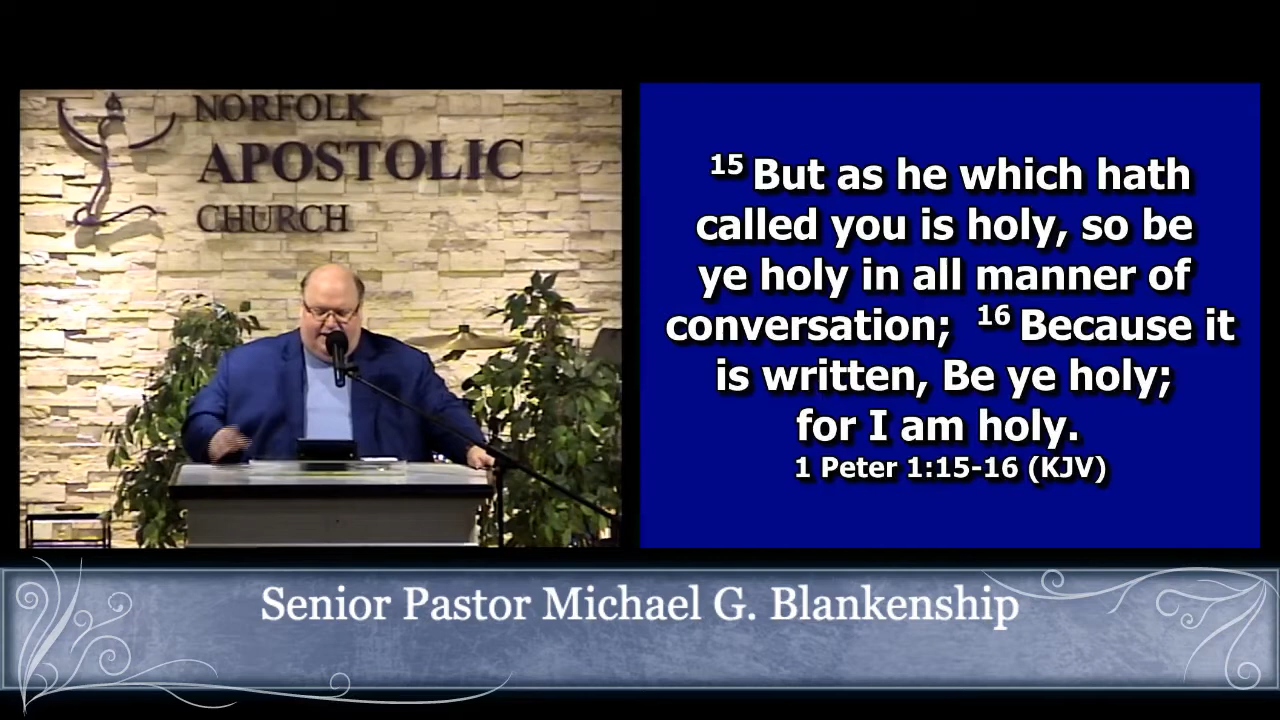 NORFOLK
APOSTOLIC
CHURCH
15 But as he which hath
called you is holy, so be
ye holy in all manner of
conversation; 16 Because it
is written, Be ye holy;
for I am holy.
1 Peter 1:15-16 (KJV)
Senior Pastor Michael G. Blankenship